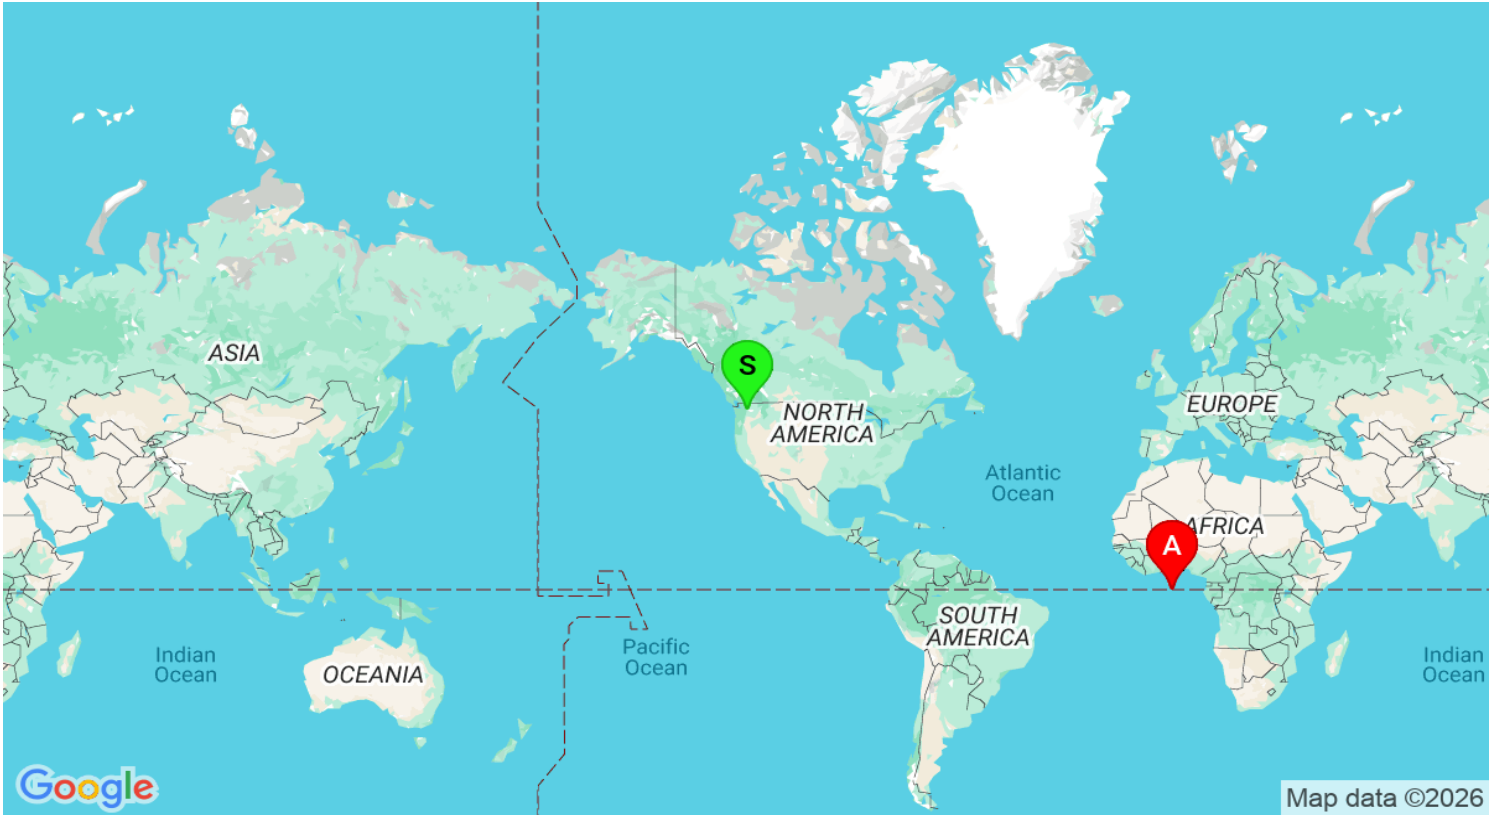 S
ASIA
NORTH
AMERICA
EUROPE
Atlantic
Ocean
A
AFRICA
SOUTH
AMERICA
Pacific
Ocean
Indian
Ocean
OCEANIA
Indian
Ocean
Google
Map data ©2026